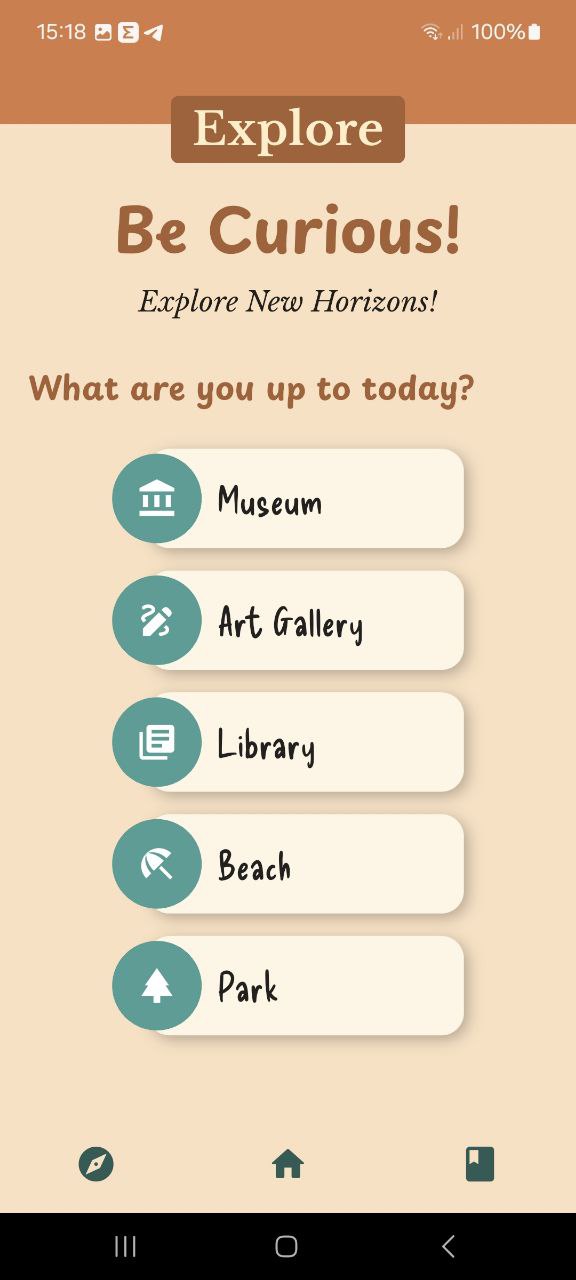 15:18 100%
Explore
Be Curious!
Explore New Horizons!
What are you up to today?
Museum
Art Gallery
Library
Beach
Park